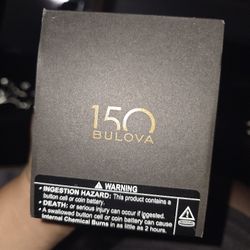 150
BULOVA
⚠ WARNING
• INGESTION HAZARD: This product contains a
button cell or coin battery.
• DEATH: or serious injury can occur if ingested.
• A swallowed button cell or coin battery can cause
Internal Chemical Burns in as little as 2 hours.